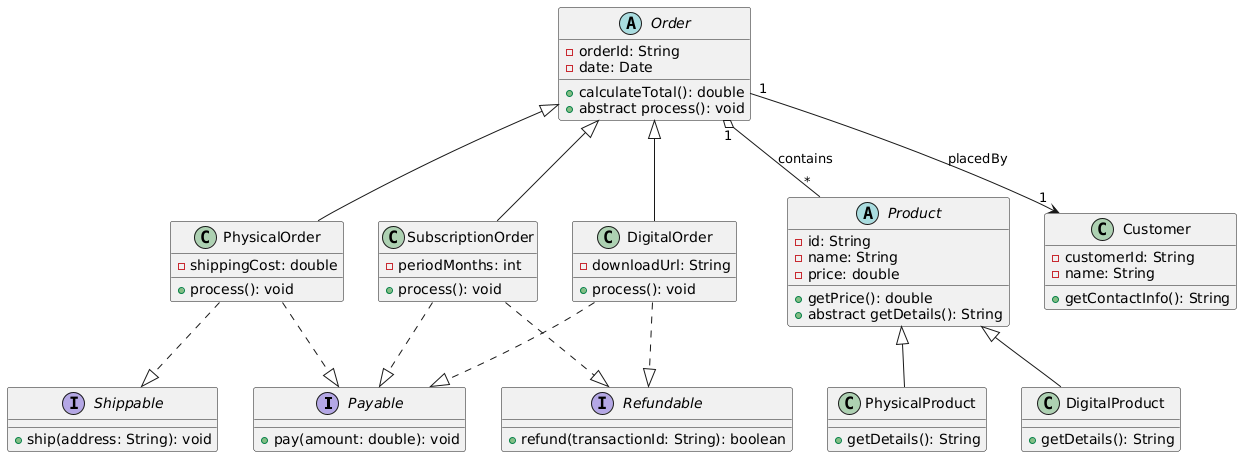 A Order
orderId: String
date: Date
calculateTotal(): double
abstract process(): void
1
1
contains
*
placedBy
1
C PhysicalOrder
shippingCost: double
process(): void
C SubscriptionOrder
periodMonths: int
process(): void
C DigitalOrder
downloadUrl: String
process(): void
A Product
id: String
name: String
price: double
getPrice(): double
abstract getDetails(): String
C Customer
customerId: String
name: String
getContactInfo(): String
I Shippable
ship(address: String): void
I Payable
pay(amount: double): void
I Refundable
refund(transactionId: String): boolean
C PhysicalProduct
getDetails(): String
C DigitalProduct
getDetails(): String